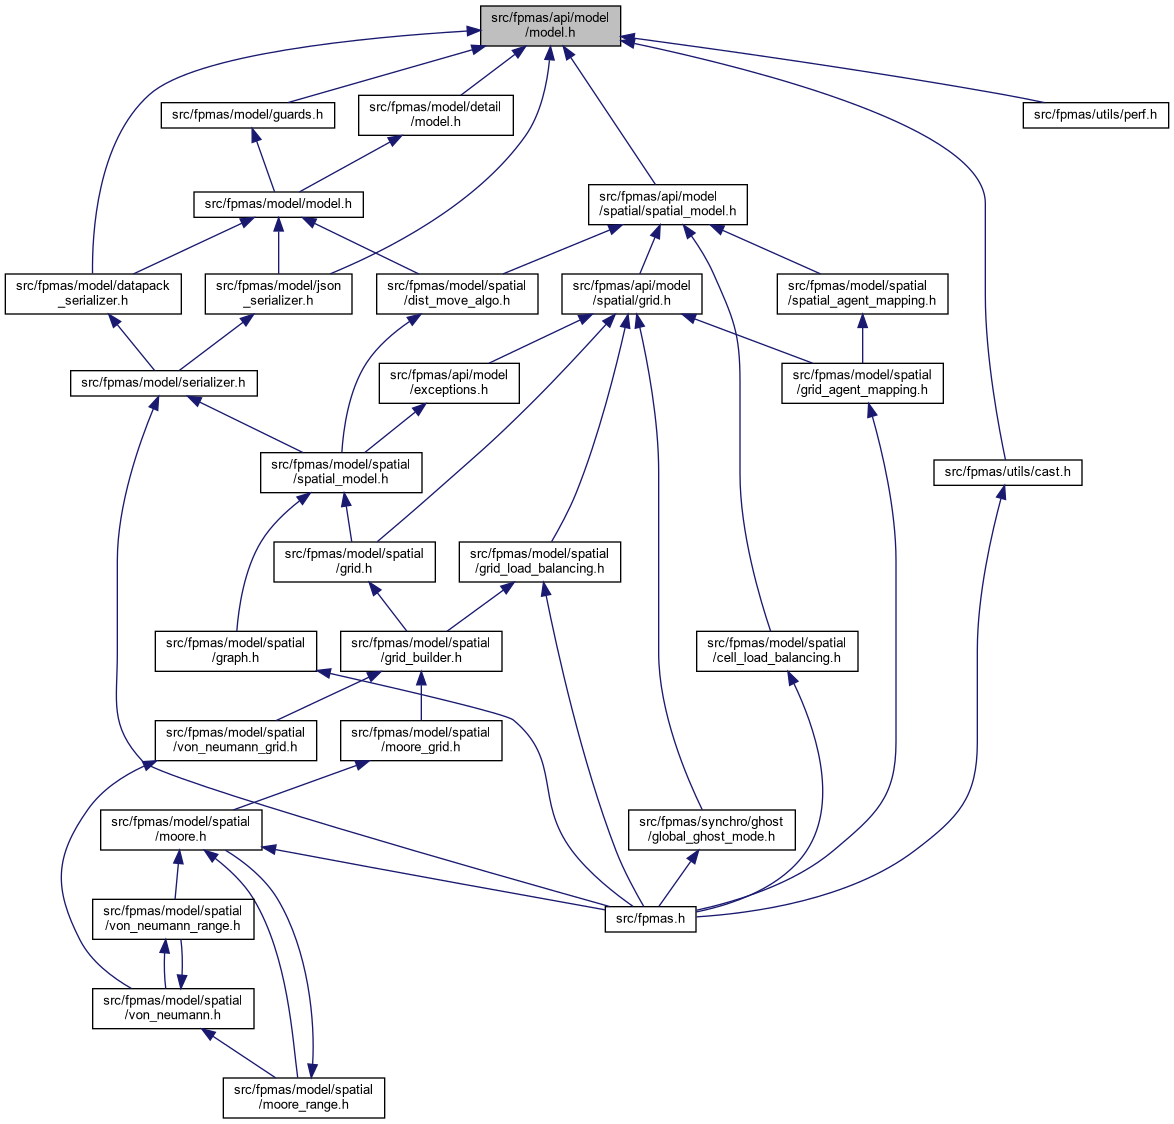 src/fpmas/api/model
/model.h
src/fpmas/model/guards.h
src/fpmas/model/detail
/model.h
src/fpmas/utils/perf.h
src/fpmas/model/model.h
src/fpmas/api/model
/spatial/spatial_model.h
src/fpmas/model/datapack
_serializer.h
src/fpmas/model/json
_serializer.h
src/fpmas/model/spatial
/dist_move_algo.h
src/fpmas/api/model
/spatial/grid.h
src/fpmas/model/spatial
/spatial_agent_mapping.h
src/fpmas/model/serializer.h
src/fpmas/api/model
/exceptions.h
src/fpmas/model/spatial
/grid_agent_mapping.h
src/fpmas/model/spatial
/spatial_model.h
src/fpmas/utils/cast.h
src/fpmas/model/spatial
/grid.h
src/fpmas/model/spatial
/grid_load_balancing.h
src/fpmas/model/spatial
/graph.h
src/fpmas/model/spatial
/grid_builder.h
src/fpmas/model/spatial
/cell_load_balancing.h
src/fpmas/model/spatial
/von_neumann_grid.h
src/fpmas/model/spatial
/moore_grid.h
src/fpmas/model/spatial
/moore.h
src/fpmas/synchro/ghost
/global_ghost_mode.h
src/fpmas/model/spatial
/von_neumann_range.h
src/fpmas.h
src/fpmas/model/spatial
/von_neumann.h
src/fpmas/model/spatial
/moore_range.h